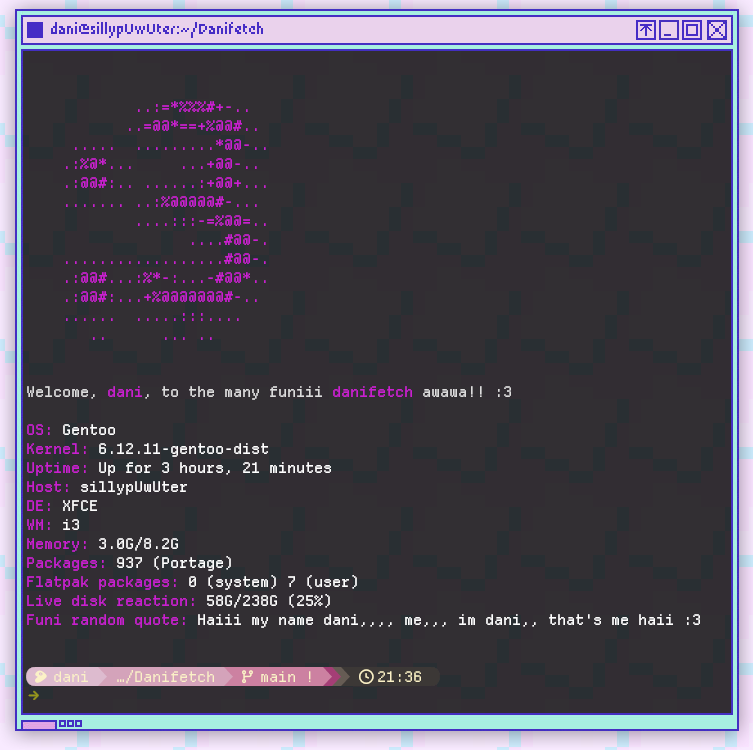 dani@sillypUwUter:~/Danifetch
..:=*%%%#+-..
..=@@*==+%@@#..
.....  .........*@@-..
.:%@*...     ...+@@-..
.:@@#:.. ......:+@@+...
....... ..:%@@@@@#-...
....:::-=%@@=..
....#@@-.
..................#@@-.
.:@@#...:%*-:...-#@@*..
.:@@#:...+%@@@@@@@#-..
......  .....:::....
..      ... ..
Welcome, dani, to the many funiii danifetch awawa!! :3
OS: Gentoo
Kernel: 6.12.11-gentoo-dist
Uptime: Up for 3 hours, 21 minutes
Host: sillypUwUter
DE: XFCE
WM: i3
Memory: 3.0G/8.2G
Packages: 937 (Portage)
Flatpak packages: 0 (system) 7 (user)
Live disk reaction: 58G/238G (25%)
Funi random quote: Haiii my name dani,,,, me,,, im dani,, that's me haii :3
dani …/Danifetch main ! 21:36
→